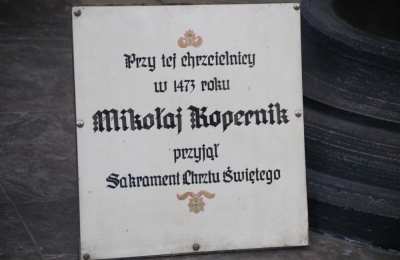 Przy tej chrzcielnicy
w 1473 roku
Mikołaj Kopernik
przyjął
Sakrament Chrztu Świętego